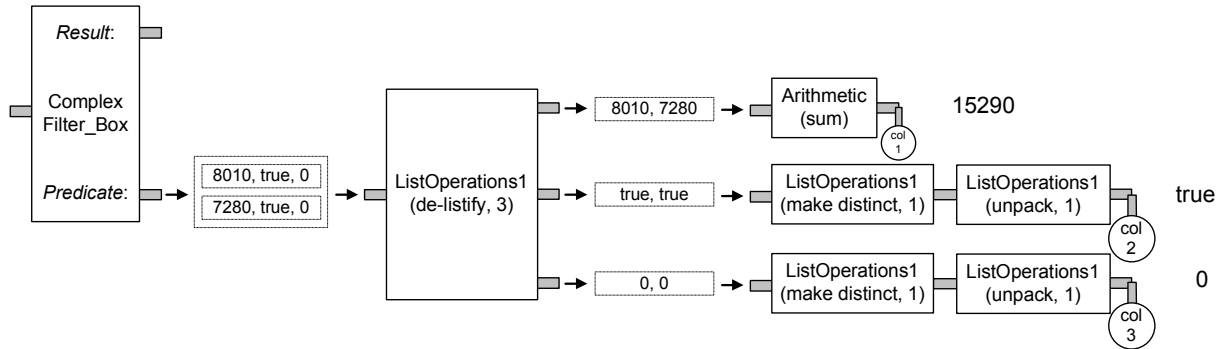 Result:
Complex
Filter_Box
Predicate:
8010, true, 0
7280, true, 0
ListOperations1
(de-listify, 3)
8010, 7280
Arithmetic
(sum)
col
1
15290
true, true
ListOperations1
(make distinct, 1)
ListOperations1
(unpack, 1)
col
2
true
0, 0
ListOperations1
(make distinct, 1)
ListOperations1
(unpack, 1)
col
3
0